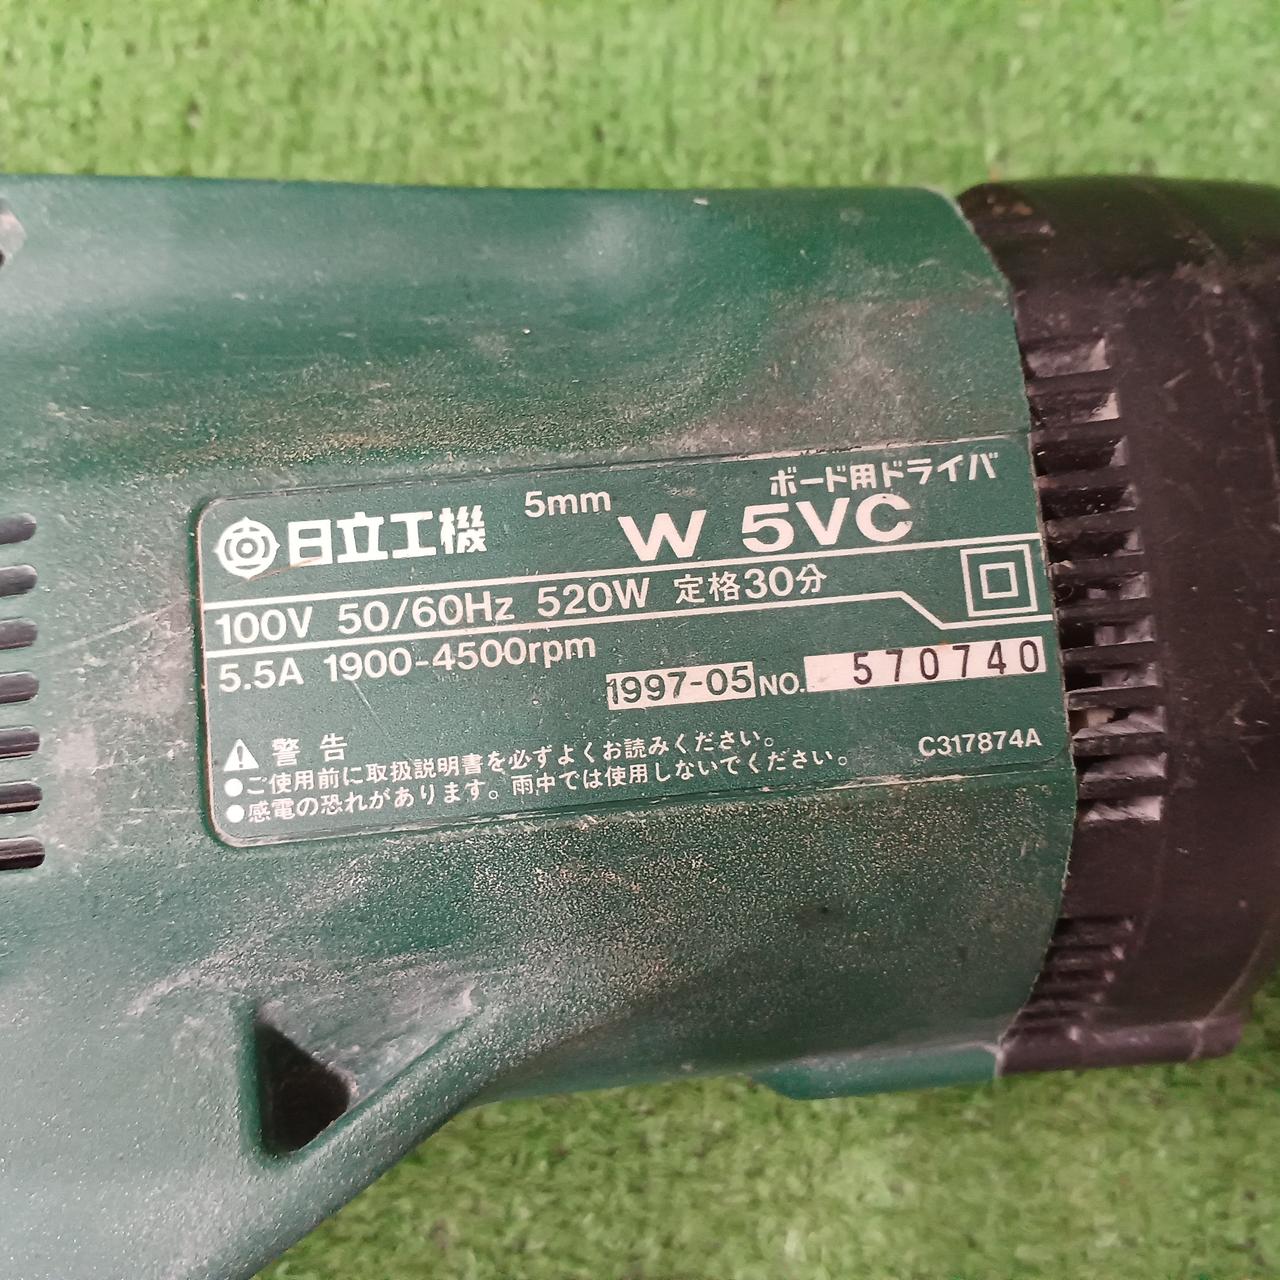 日立工機 5mm ボード用ドライバ
W 5VC
100V 50/60Hz 520W 定格30分
5.5A 1900-4500rpm
1997-05 NO. 570740
警告
●ご使用前に取扱説明書を必ずよくお読みください。
●感電の恐れがあります。雨中では使用しないでください。
C317874A